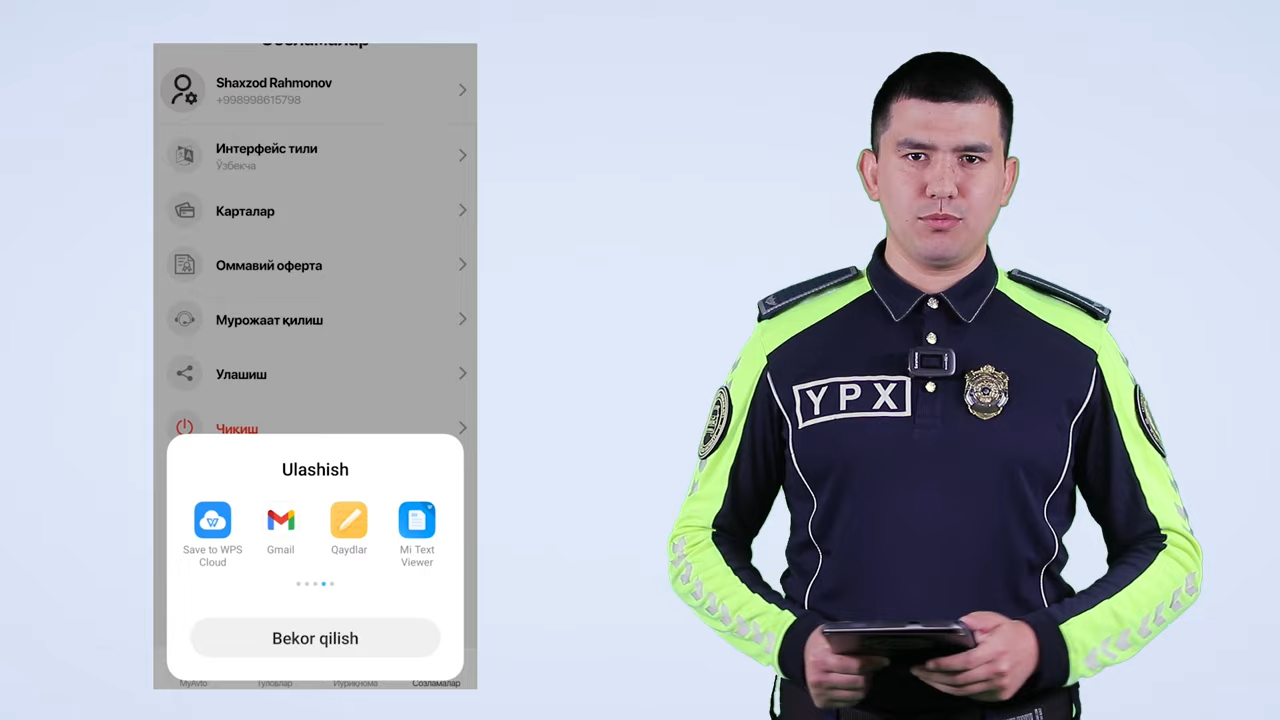 Созламалар
Shaxzod Rahmonov
+998998615798
Интерфейс тили
Ўзбекча
Карталар
Оммавий оферта
Мурожаат қилиш
Улашиш
Чиқиш
Ulashish
Save to WPS
Cloud
Gmail
Qaydlar
Mi Text
Viewer
Bekor qilish
MyAvto
Тўловлар
Йўриқнома
Созламалар
YPX